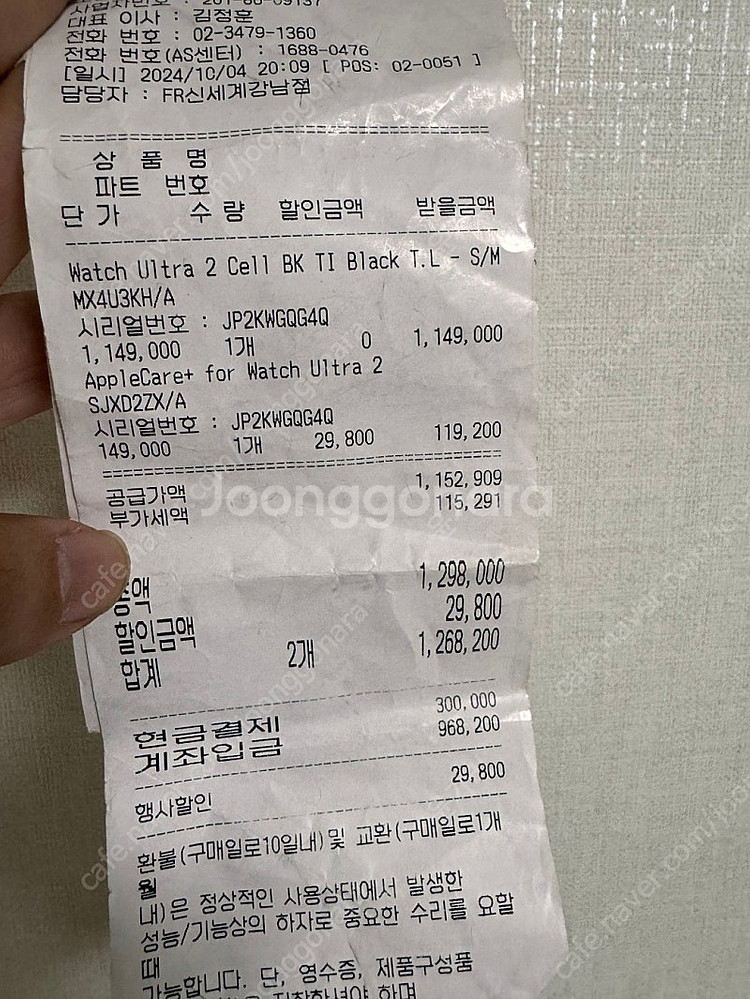 대표 이사 : 김정훈
전화 번호 : 02-3479-1360
전화 번호(AS센터) : 1688-0476
[일시] 2024/10/04 20:09 [ POS: 02-0051 ]
담당자 : FR신세계강남점
상 품 명
파트 번호
단 가 수 량 할인금액 받을금액
Watch Ultra 2 Cell BK TI Black T.L - S/M
MX4U3KH/A
시리얼번호 : JP2KWGQG4Q
1,149,000 1개 0 1,149,000
AppleCare+ for Watch Ultra 2
SJXD2ZX/A
시리얼번호 : JP2KWGQG4Q
149,000 1개 29,800 119,200
공급가액 1,152,909
부가세액 115,291
Joonggonara
총액 1,298,000
할인금액 29,800
합계 2개 1,268,200
현금결제 300,000
계좌입금 968,200
행사할인 29,800
환불(구매일로10일내)및 교환(구매일로1개
월
내)은 정상적인 사용상태에서 발생한
성능/기능상의 하자로 중요한 수리를 요할
때
가능합니다. 단, 영수증, 제품구성품